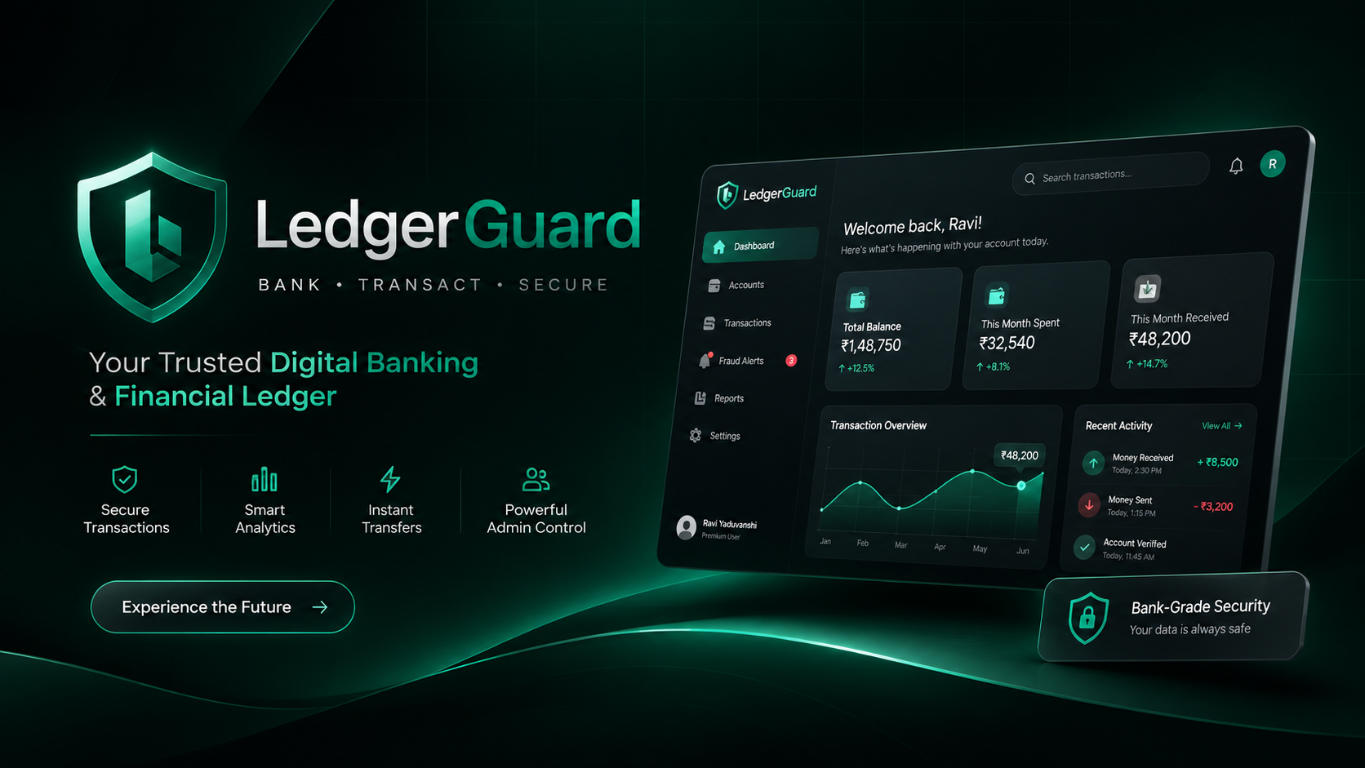 LedgerGuard
BANK • TRANSACT • SECURE
Your Trusted Digital Banking
& Financial Ledger
Secure
Transactions
Smart
Analytics
Instant
Transfers
Powerful
Admin Control
Experience the Future →
LedgerGuard
Search transactions...
R
Dashboard
Accounts
Transactions
Fraud Alerts 3
Reports
Settings
Ravi Yaduvanshi
Premium User
Welcome back, Ravi!
Here's what's happening with your account today.
Total Balance
₹1,48,750
↑ +12.5%
This Month Spent
₹32,540
↑ +8.1%
This Month Received
₹48,200
↑ +14.7%
Transaction Overview
₹48,200
Jan Feb Mar Apr May Jun
Recent Activity View All →
Money Received + ₹8,500
Today, 2:30 PM
Money Sent - ₹3,200
Today, 1:15 PM
Account Verified
Today, 11:45 AM
Bank-Grade Security
Your data is always safe